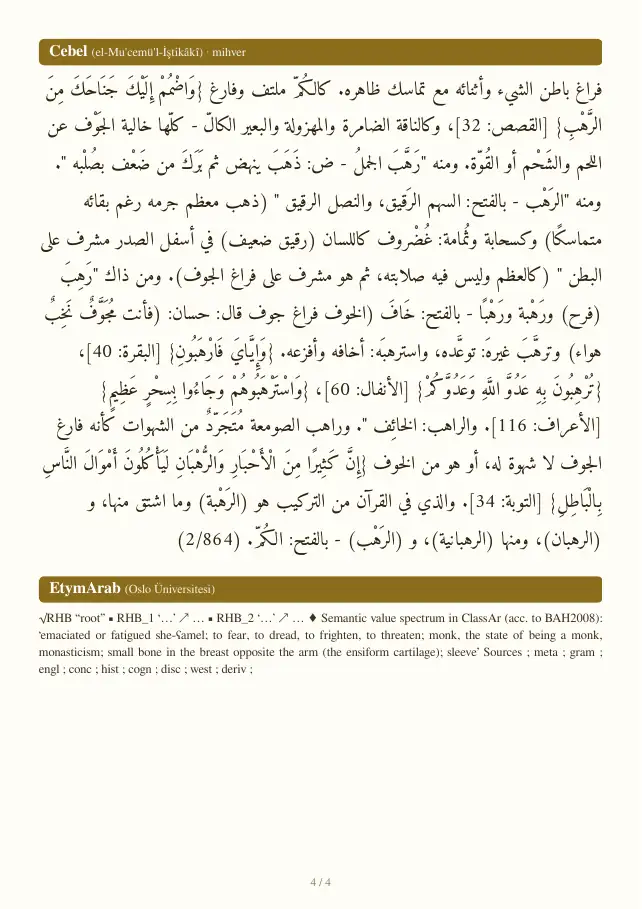 Cebel (el-Mu'cemü'l-İştikâkî) · mihver
فراغ باطن الشيء وأثنائه مع تماسك ظاهره. كالكُمّ ملتف وفارغ {وَاضْمُمْ إِلَيْكَ جَنَاحَكَ مِنَ
الرَّهْبِ} [القصص: 32]، وكالناقة الضامرة والمهزولة والبعير الكالّ - كلّها خالية الجَوْف عن
اللحم والشَحْم أو القُوّة. ومنه "رَهَّبَ الجملُ - ض: ذَهَبَ ينهض ثم بَرَكَ من ضَعْف بصُلْبه ".
ومنه "الرَهْب - بالفتح: السهم الرَقيق، والنصل الرقيق " (ذهب معظم جرمه رغم بقائه
متماسكًا) وكسحابة وثُمامة: غُضْروف كاللسان (رقيق ضعيف) في أسفل الصدر مشرف على
البطن " (كالعظم وليس فيه صلابته، ثم هو مشرف على فراغ الجوف). ومن ذاك "رَهِبَ
(فرح) ورَهْبة ورَهْبًا - بالفتح: خَافَ (الخوف فراغ جوف قال: حسان: (فأنت مُجَوَّفٌ نَخِبٌ
هواء) وترهَّبَ غيرهَ: توعَّده، واسترهبَه: أخافه وأفزعه. {وَإِيَّايَ فَارْهَبُونِ} [البقرة: 40]،
{تُرْهِبُونَ بِهِ عَدُوَّ اللَّهِ وَعَدُوَّكُمْ} [الأنفال: 60]، {وَاسْتَرْهَبُوهُمْ وَجَاءُوا بِسِحْرٍ عَظِيمٍ}
[الأعراف: 116]. والراهب: الخائِف ". وراهب الصومعة مُتَجَرّدٌ من الشهوات كأنه فارغ
الجوف لا شهوة له، أو هو من الخوف {إِنَّ كَثِيرًا مِنَ الْأَحْبَارِ وَالرُّهْبَانِ لَيَأْكُلُونَ أَمْوَالَ النَّاسِ
بِالْبَاطِلِ} [التوبة: 34]. والذي في القرآن من التركيب هو (الرَهْبة) وما اشتق منها، و
(الرهبان)، ومنها (الرهبانية)، و (الرَهْب) - بالفتح: الكُمّ. (2/864)
EtymArab (Oslo Üniversitesi)
√RHB “root” ▪ RHB_1 ‘…’ ↗ … ▪ RHB_2 ‘…’ ↗ … ♦ Semantic value spectrum in ClassAr (acc. to BAH2008):
‘emaciated or fatigued she-ʕamel; to fear, to dread, to frighten, to threaten; monk, the state of being a monk,
monasticism; small bone in the breast opposite the arm (the ensiform cartilage); sleeve’ Sources ; meta ; gram ;
engl ; conc ; hist ; cogn ; disc ; west ; deriv ;
4 / 4